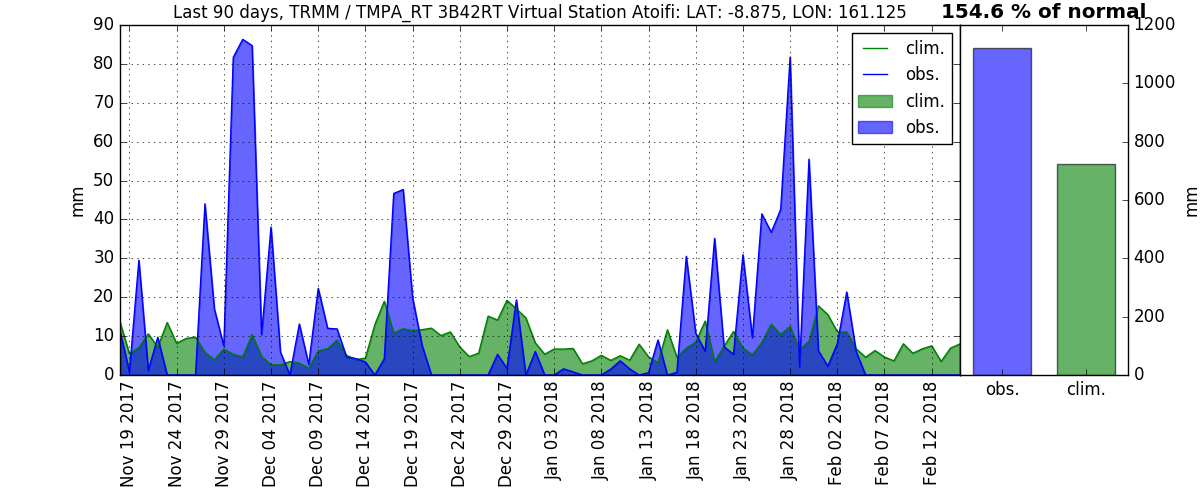 Last 90 days, TRMM / TMPA_RT 3B42RT Virtual Station Atoifi: LAT: -8.875, LON: 161.125
154.6 % of normal
90
80
70
60
50
40
30
20
10
0
mm
clim.
obs.
clim.
obs.
Nov 19 2017
Nov 24 2017
Nov 29 2017
Dec 04 2017
Dec 09 2017
Dec 14 2017
Dec 19 2017
Dec 24 2017
Dec 29 2017
Jan 03 2018
Jan 08 2018
Jan 13 2018
Jan 18 2018
Jan 23 2018
Jan 28 2018
Feb 02 2018
Feb 07 2018
Feb 12 2018
1200
1000
800
600
400
200
0
mm
obs.
clim.